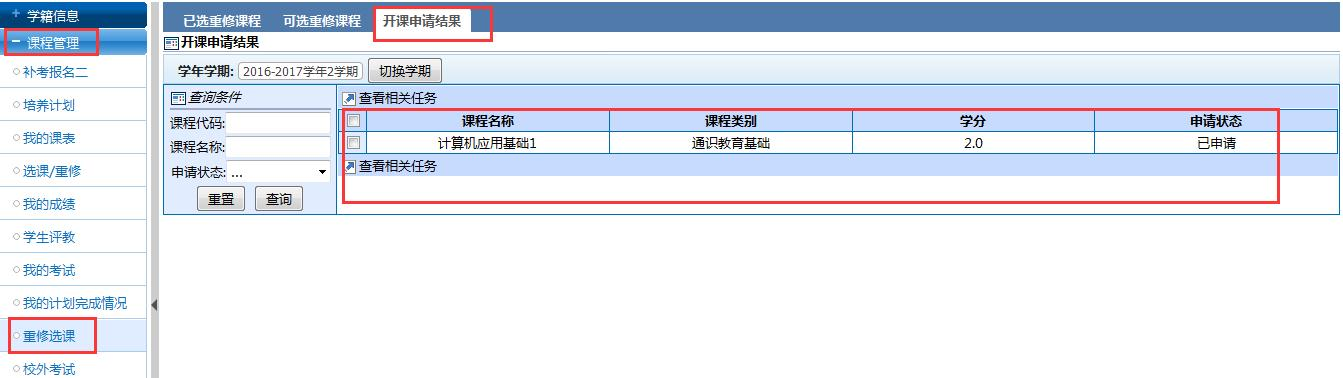 + 学籍信息
− 课程管理
补考报名二
培养计划
我的课表
选课/重修
我的成绩
学生评教
我的考试
我的计划完成情况
重修选课
校外考试
已选重修课程 可选重修课程 开课申请结果
开课申请结果
学年学期: 2016-2017学年2学期 切换学期
查询条件
课程代码:
课程名称:
申请状态: ...
重置 查询
查看相关任务
课程名称 课程类别 学分 申请状态
计算机应用基础1 通识教育基础 2.0 已申请
查看相关任务